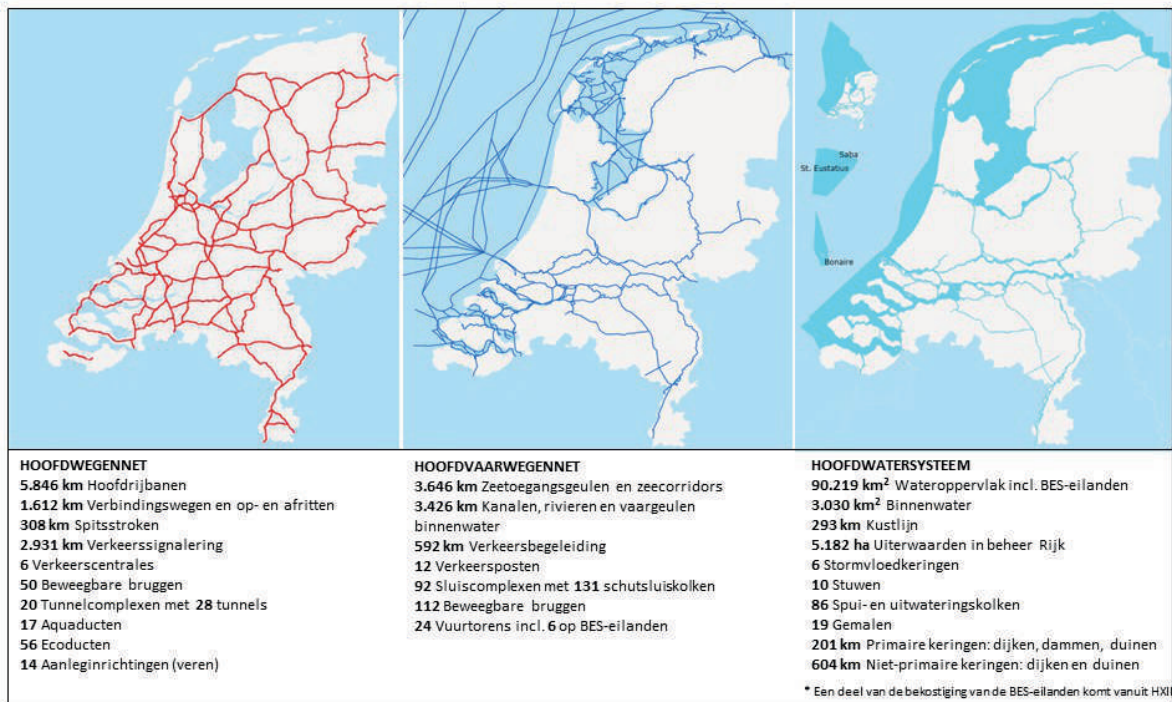 Saba
St. Eustatius
Bonaire
HOOFDWEGENNET
5.846 km Hoofdrijbanen
1.612 km Verbindingswegen en op- en afritten
308 km Spitsstroken
2.931 km Verkeerssignalering
6 Verkeerscentrales
50 Beweegbare bruggen
20 Tunnelcomplexen met 28 tunnels
17 Aquaducten
56 Ecoducten
14 Aanleginrichtingen (veren)
HOOFDVAARWEGENNET
3.646 km Zeetoegangsgeulen en zeecorridors
3.426 km Kanalen, rivieren en vaargeulen
binnenwater
592 km Verkeersbegeleiding
12 Verkeersposten
92 Sluiscomplexen met 131 schutsluiskolken
112 Beweegbare bruggen
24 Vuurtorens incl. 6 op BES-eilanden
HOOFDWATERSYSTEEM
90.219 km² Wateroppervlak incl. BES-eilanden
3.030 km² Binnenwater
293 km Kustlijn
5.182 ha Uiterwaarden in beheer Rijk
6 Stormvloedkeringen
10 Stuwen
86 Spui- en uitwateringskolken
19 Gemalen
201 km Primaire keringen: dijken, dammen, duinen
604 km Niet-primaire keringen: dijken en duinen
* Een deel van de bekostiging van de BES-eilanden komt vanuit